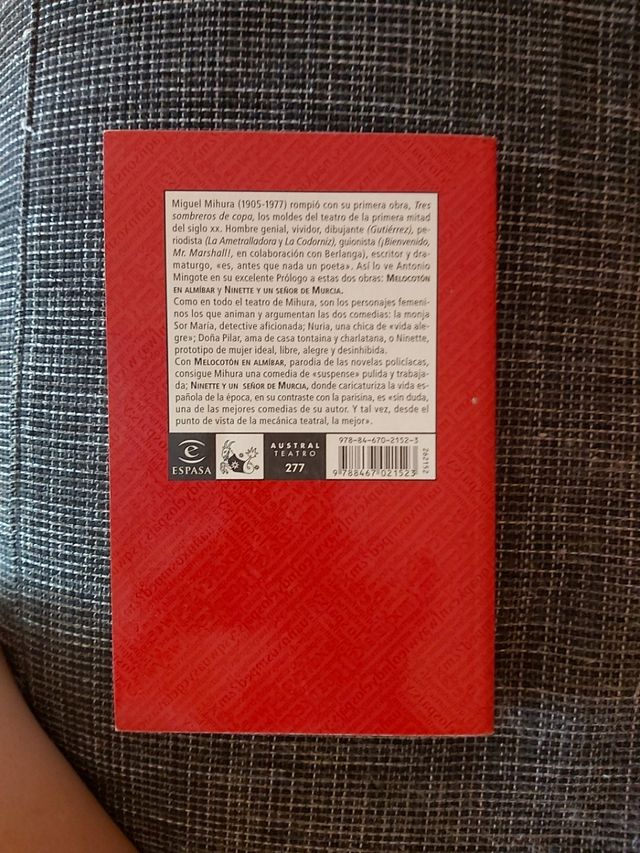 Miguel Mihura (1905-1977) rompió con su primera obra, Tres
sombreros de copa, los moldes del teatro de la primera mitad
del siglo XX. Hombre genial, vividor, dibujante (Gutiérrez), pe-
riodista (La Ametralladora y La Codorniz), guionista (¡Bienvenido,
Mr. Marshall!, en colaboración con Berlanga), escritor y dra-
maturgo, «es, antes que nada un poeta». Así lo ve Antonio
Mingote en su excelente Prólogo a estas dos obras: MELOCOTÓN
EN ALMÍBAR y NINETTE Y UN SEÑOR DE MURCIA.
Como en todo el teatro de Mihura, son los personajes femeni-
nos los que animan y argumentan las dos comedias: la monja
Sor María, detective aficionada; Nuria, una chica de «vida ale-
gre»; Doña Pilar, ama de casa tontaina y charlatana, o Ninette,
prototipo de mujer ideal, libre, alegre y desinhibida.
Con MELOCOTÓN EN ALMÍBAR, parodia de las novelas policíacas,
consigue Mihura una comedia de «suspense» pulida y trabaja-
da; NINETTE Y UN SEÑOR DE MURCIA, donde caricaturiza la vida es-
pañola de la época, en su contraste con la parisina, es «sin duda,
una de las mejores comedias de su autor. Y tal vez, desde el
punto de vista de la mecánica teatral, la mejor».
e
ESPASA
AUSTRAL
TEATRO
277
978-84-670-2152-3
9 788467 021523
262152